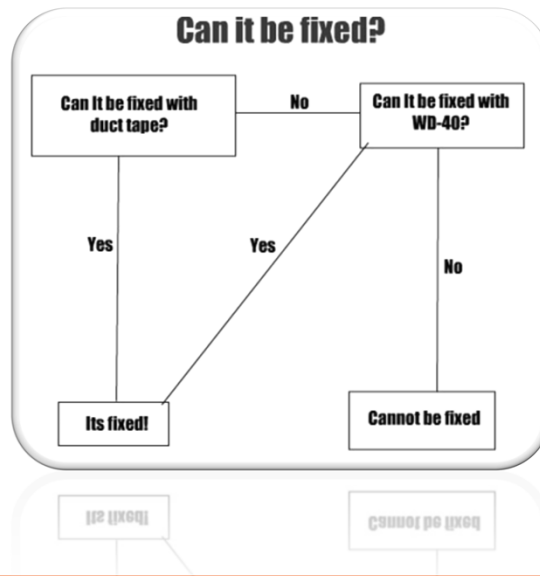 Can it be fixed?
Can It be fixed with
duct tape?
No
Can It be fixed with
WD-40?
Yes
Yes
No
Its fixed!
Cannot be fixed
Its fixed!
Cannot be fixed